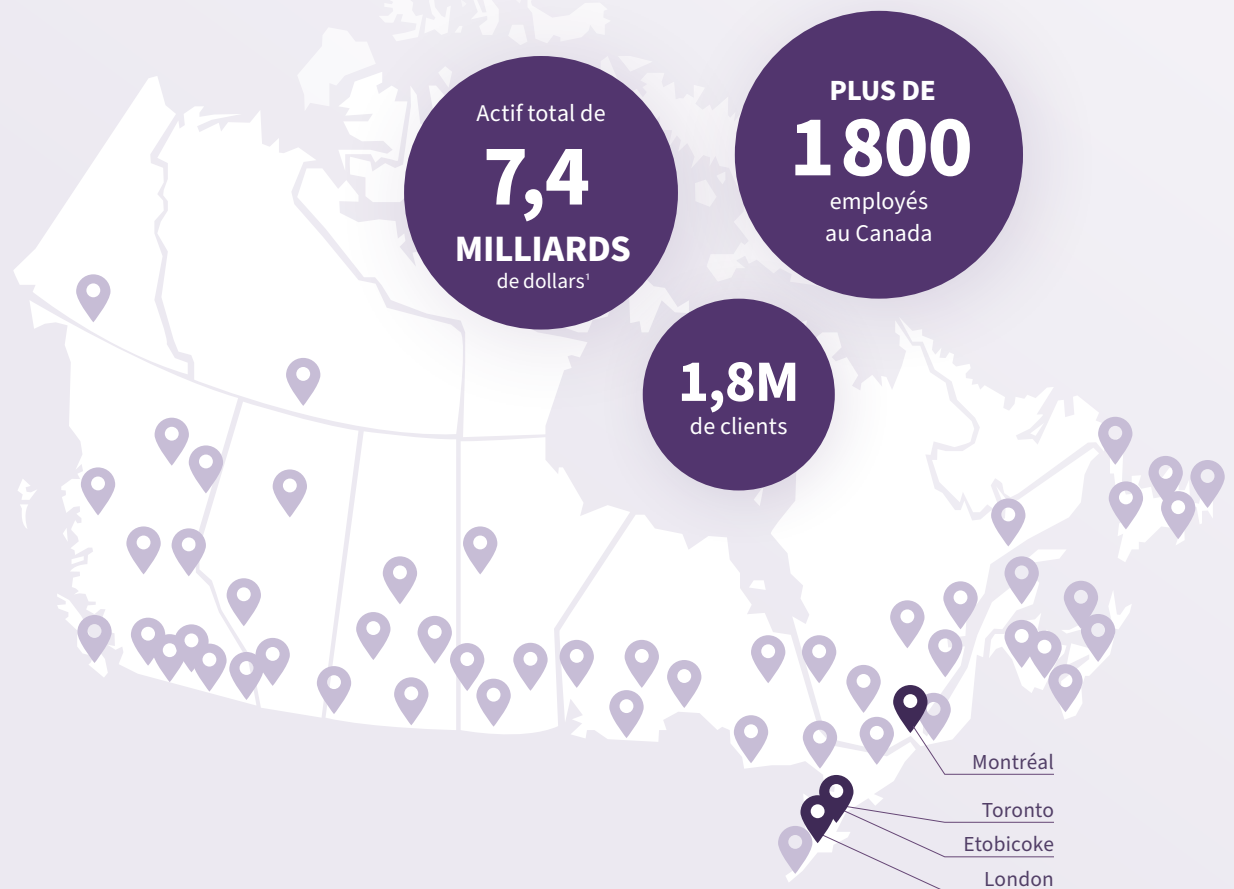 Actif total de
7,4
MILLIARDS
de dollars¹
PLUS DE
1 800
employés
au Canada
1,8M
de clients
Montréal
Toronto
Etobicoke
London